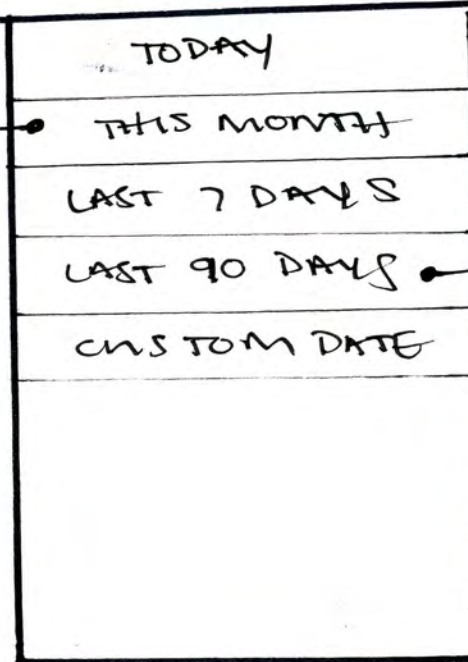 TODAY
THIS MONTH
LAST 7 DAYS
LAST 90 DAYS
CUSTOM DATE